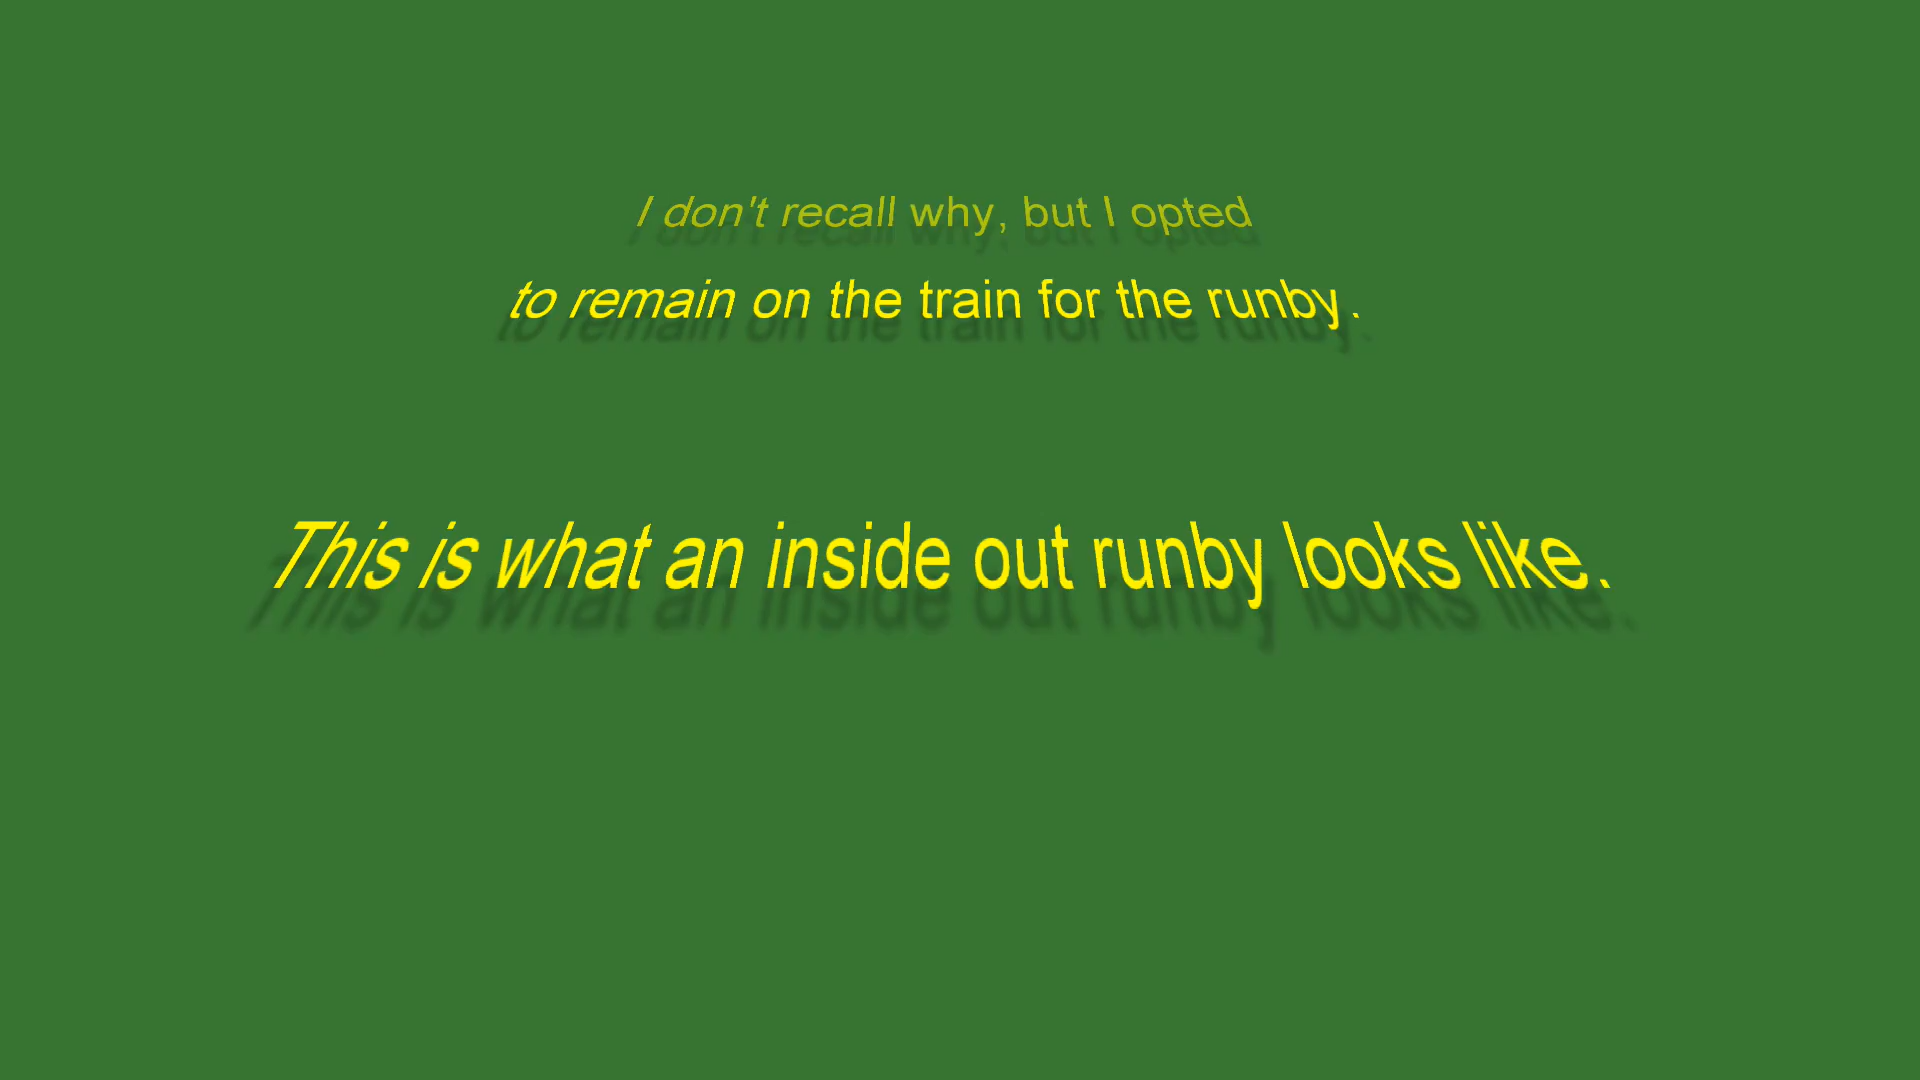 I don't recall why, but I opted
to remain on the train for the runby.
This is what an inside out runby looks like.